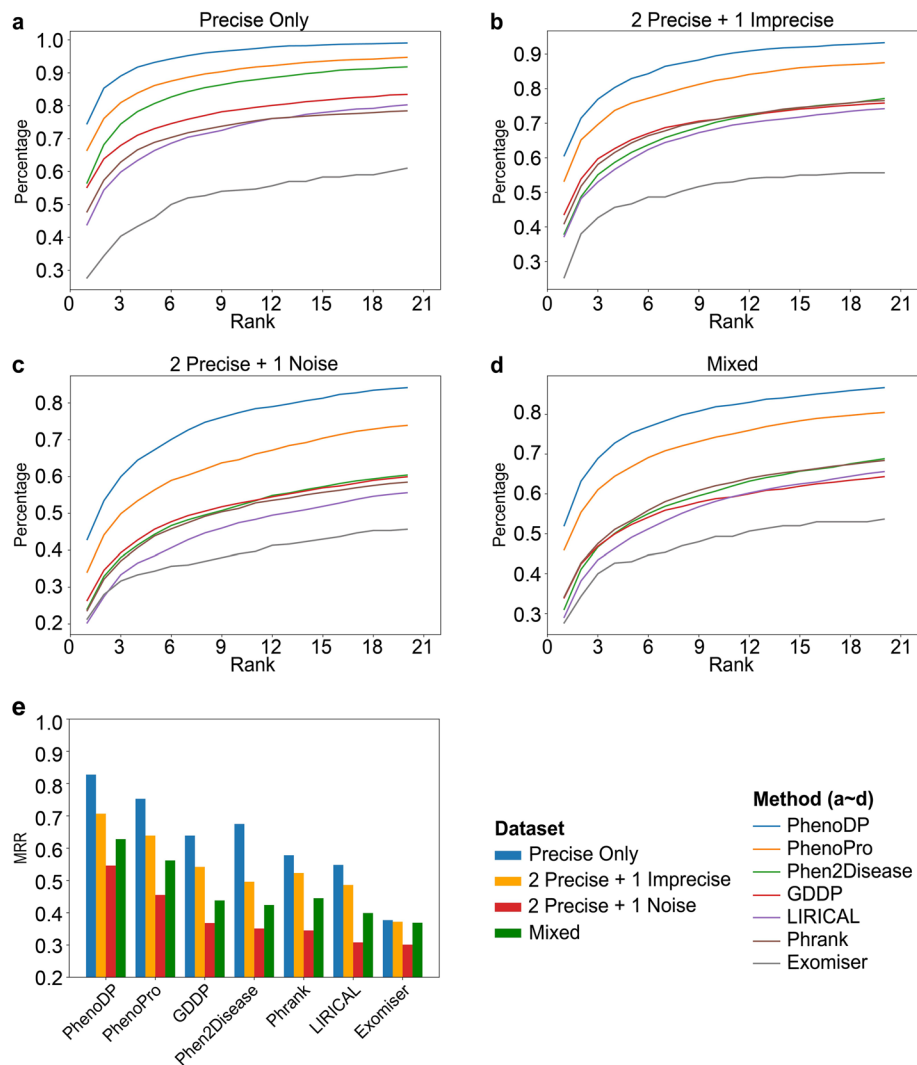 a
Precise Only
Percentage
1.0
0.9
0.8
0.7
0.6
0.5
0.4
0.3
0 3 6 9 12 15 18 21
Rank
b
2 Precise + 1 Imprecise
Percentage
0.9
0.8
0.7
0.6
0.5
0.4
0.3
0 3 6 9 12 15 18 21
Rank
c
2 Precise + 1 Noise
Percentage
0.8
0.7
0.6
0.5
0.4
0.3
0.2
0 3 6 9 12 15 18 21
Rank
d
Mixed
Percentage
0.8
0.7
0.6
0.5
0.4
0.3
0 3 6 9 12 15 18 21
Rank
e
MRR
1.0
0.9
0.8
0.7
0.6
0.5
0.4
0.3
0.2
PhenoDP
PhenoPro
GDDP
Phen2Disease
Phrank
LIRICAL
Exomiser
Dataset
Precise Only
2 Precise + 1 Imprecise
2 Precise + 1 Noise
Mixed
Method (a~d)
PhenoDP
PhenoPro
Phen2Disease
GDDP
LIRICAL
Phrank
Exomiser